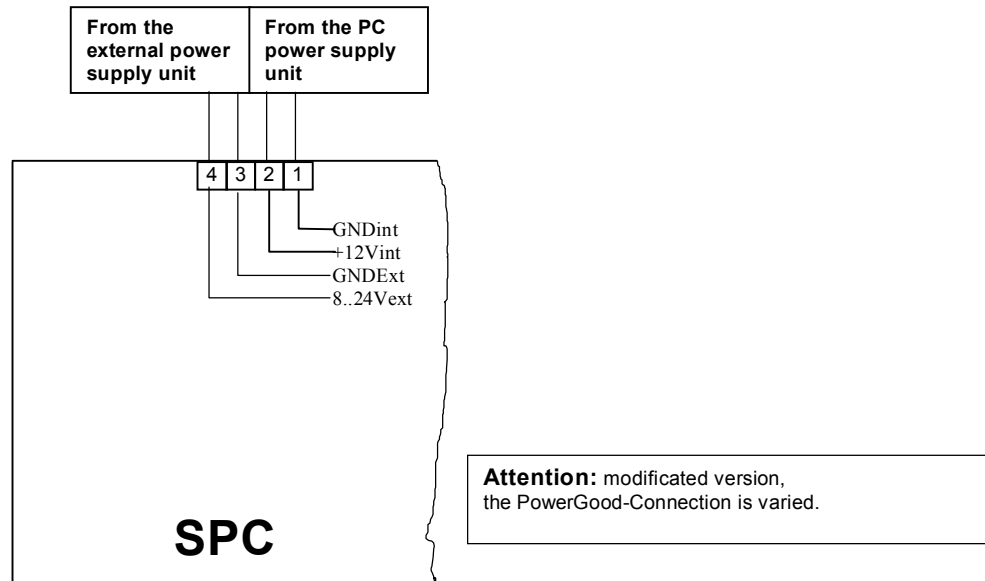 From the
external power
supply unit
From the PC
power supply
unit
4 3 2 1
GNDint
+12Vint
GNDExt
8..24Vext
SPC
Attention: modificated version,
the PowerGood-Connection is varied.